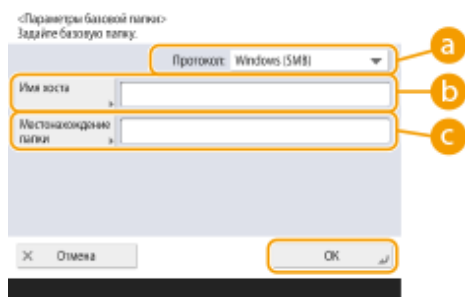 <Параметры базовой папки>
Задайте базовую папку.
Протокол: Windows (SMB)
a
Имя хоста
b
Местонахождение
папки
c
Отмена
OK